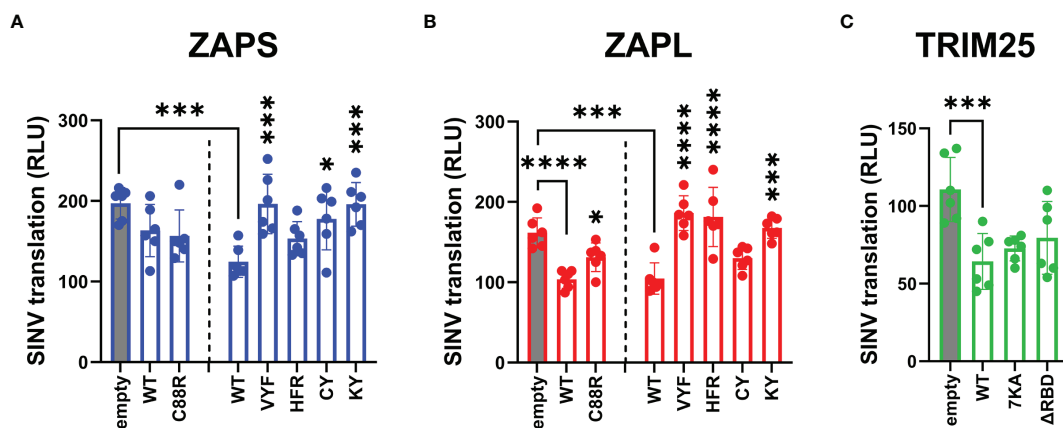 A
ZAPS
SINV translation (RLU)
300
200
100
0
***
***
*
***
empty
WT
C88R
WT
VYF
HFR
CY
KY
B
ZAPL
SINV translation (RLU)
300
200
100
0
***
****
*
****
****
***
empty
WT
C88R
WT
VYF
HFR
CY
KY
C
TRIM25
SINV translation (RLU)
150
100
50
0
***
empty
WT
7KA
ΔRBD